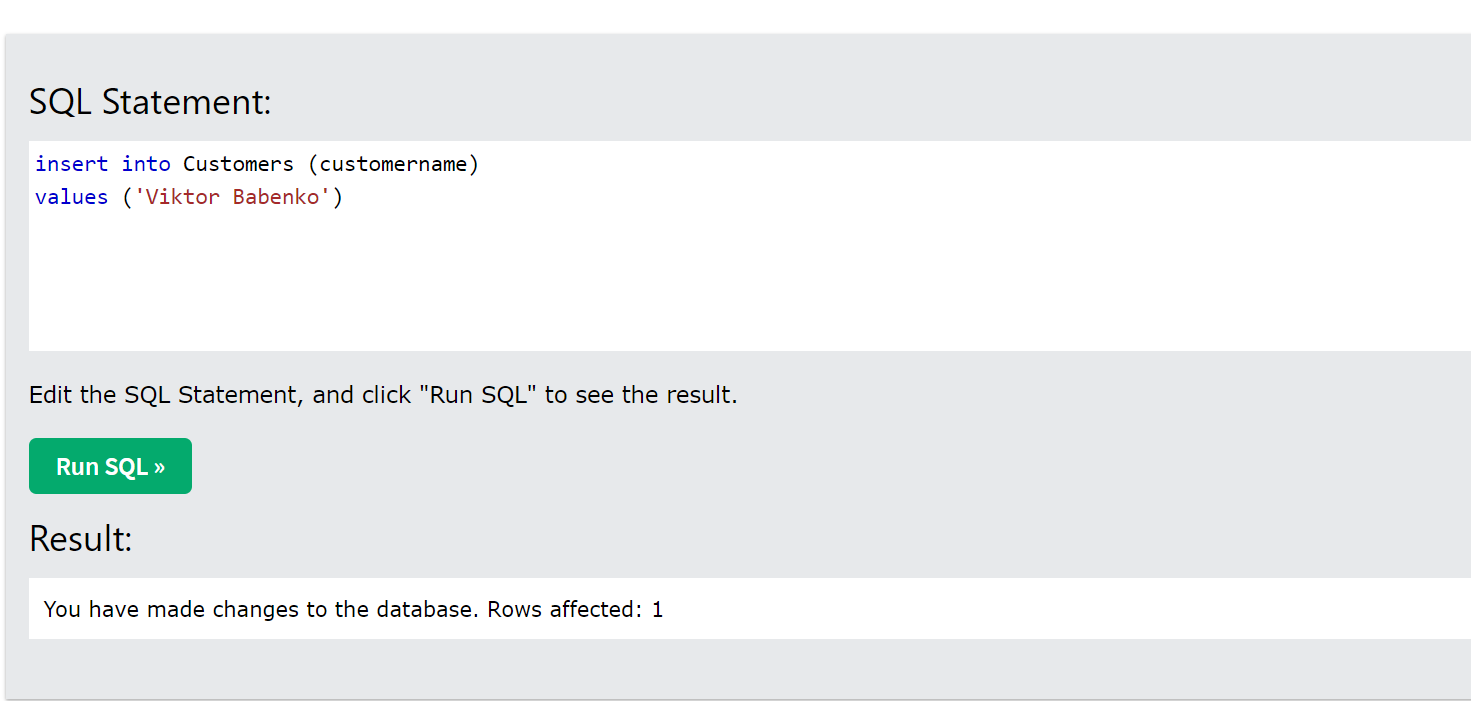 SQL Statement:
insert into Customers (customername)
values ('Viktor Babenko')
Edit the SQL Statement, and click "Run SQL" to see the result.
Run SQL »
Result:
You have made changes to the database. Rows affected: 1